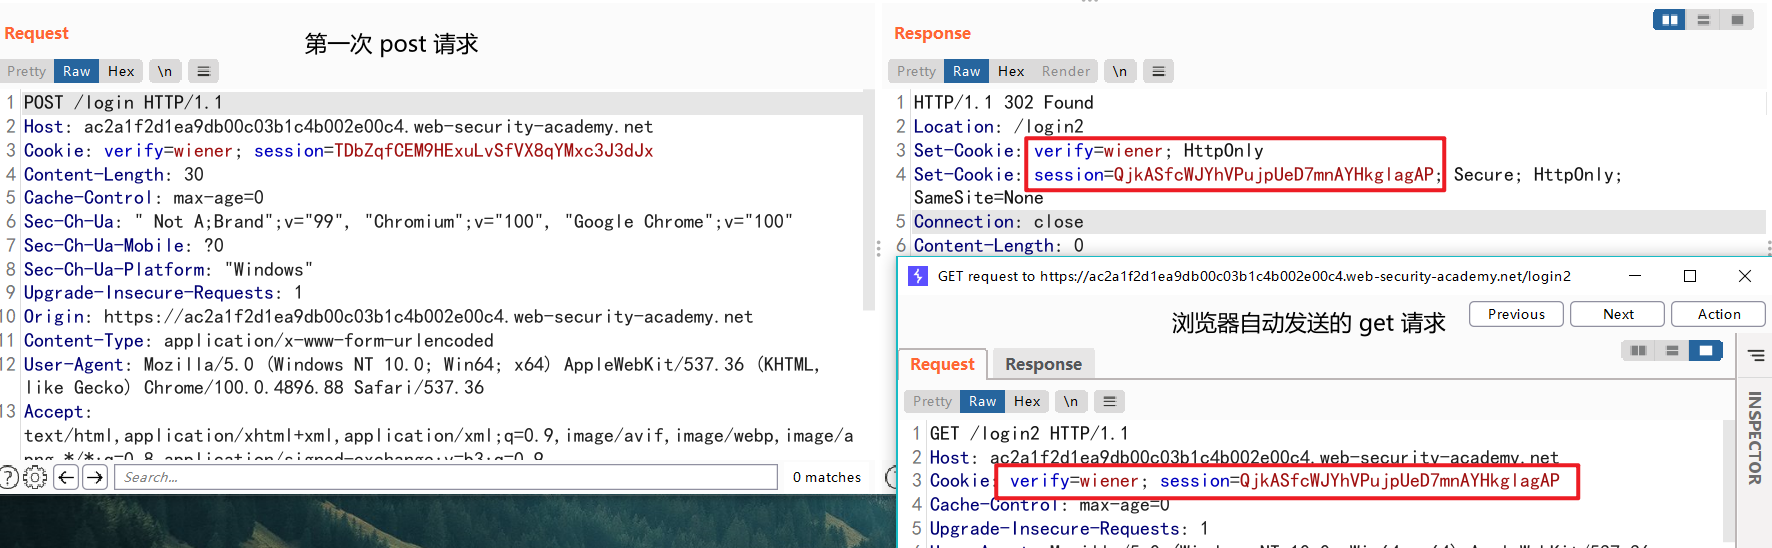 Request
第一次 post 请求
Pretty Raw Hex \n
1 POST /login HTTP/1.1
2 Host: ac2a1f2d1ea9db00c03b1c4b002e00c4.web-security-academy.net
3 Cookie: verify=wiener; session=TDbZqfCEM9HExuLvSfVX8qYMxc3J3dJx
4 Content-Length: 30
5 Cache-Control: max-age=0
6 Sec-Ch-Ua: " Not A;Brand";v="99", "Chromium";v="100", "Google Chrome";v="100"
7 Sec-Ch-Ua-Mobile: ?0
8 Sec-Ch-Ua-Platform: "Windows"
9 Upgrade-Insecure-Requests: 1
10 Origin: https://ac2a1f2d1ea9db00c03b1c4b002e00c4.web-security-academy.net
11 Content-Type: application/x-www-form-urlencoded
12 User-Agent: Mozilla/5.0 (Windows NT 10.0; Win64; x64) AppleWebKit/537.36 (KHTML,
like Gecko) Chrome/100.0.4896.88 Safari/537.36
13 Accept:
text/html,application/xhtml+xml,application/xml;q=0.9,image/avif,image/webp,image/a
png,*/*;q=0.8,application/signed-exchange;v=b3;q=0.9
Search...
0 matches
Response
Pretty Raw Hex Render \n
1 HTTP/1.1 302 Found
2 Location: /login2
3 Set-Cookie: verify=wiener; HttpOnly
4 Set-Cookie: session=QjkASfcWJYhVPujpUeD7mnAYHkglagAP; Secure; HttpOnly;
SameSite=None
5 Connection: close
6 Content-Length: 0
GET request to https://ac2a1f2d1ea9db00c03b1c4b002e00c4.web-security-academy.net/login2
浏览器自动发送的 get 请求
Previous Next Action
Request Response
Pretty Raw Hex \n
INSPECTOR
1 GET /login2 HTTP/1.1
2 Host: ac2a1f2d1ea9db00c03b1c4b002e00c4.web-security-academy.net
3 Cookie: verify=wiener; session=QjkASfcWJYhVPujpUeD7mnAYHkglagAP
4 Cache-Control: max-age=0
5 Upgrade-Insecure-Requests: 1